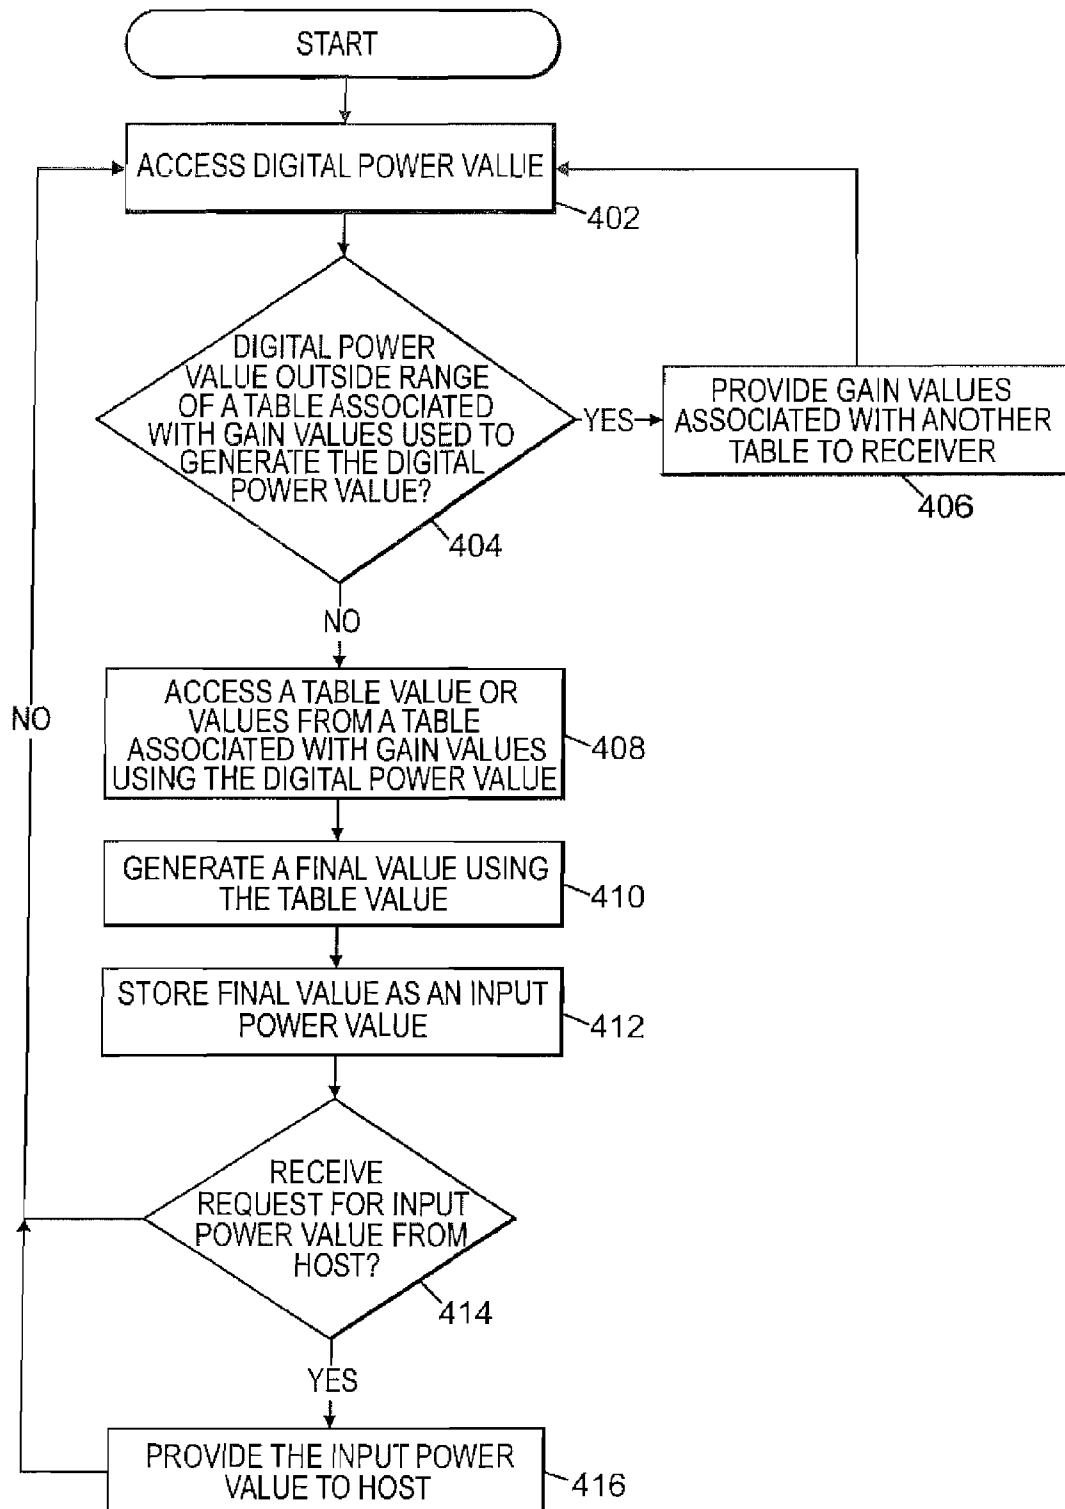 START
ACCESS DIGITAL POWER VALUE
402
DIGITAL POWER
VALUE OUTSIDE RANGE
OF A TABLE ASSOCIATED
WITH GAIN VALUES USED TO
GENERATE THE DIGITAL
POWER VALUE?
404
YES
PROVIDE GAIN VALUES
ASSOCIATED WITH ANOTHER
TABLE TO RECEIVER
406
NO
ACCESS A TABLE VALUE OR
VALUES FROM A TABLE
ASSOCIATED WITH GAIN VALUES
USING THE DIGITAL POWER VALUE
408
NO
GENERATE A FINAL VALUE USING
THE TABLE VALUE
410
STORE FINAL VALUE AS AN INPUT
POWER VALUE
412
RECEIVE
REQUEST FOR INPUT
POWER VALUE FROM
HOST?
414
YES
PROVIDE THE INPUT POWER
VALUE TO HOST
416